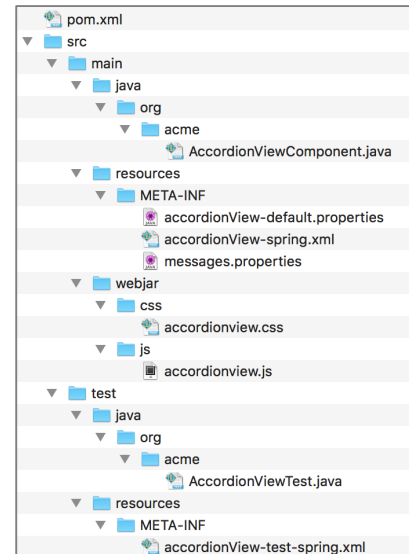 pom.xml
src
main
java
org
acme
AccordionViewComponent.java
resources
META-INF
accordionView-default.properties
accordionView-spring.xml
messages.properties
webjar
css
accordionview.css
js
accordionview.js
test
java
org
acme
AccordionViewTest.java
resources
META-INF
accordionView-test-spring.xml